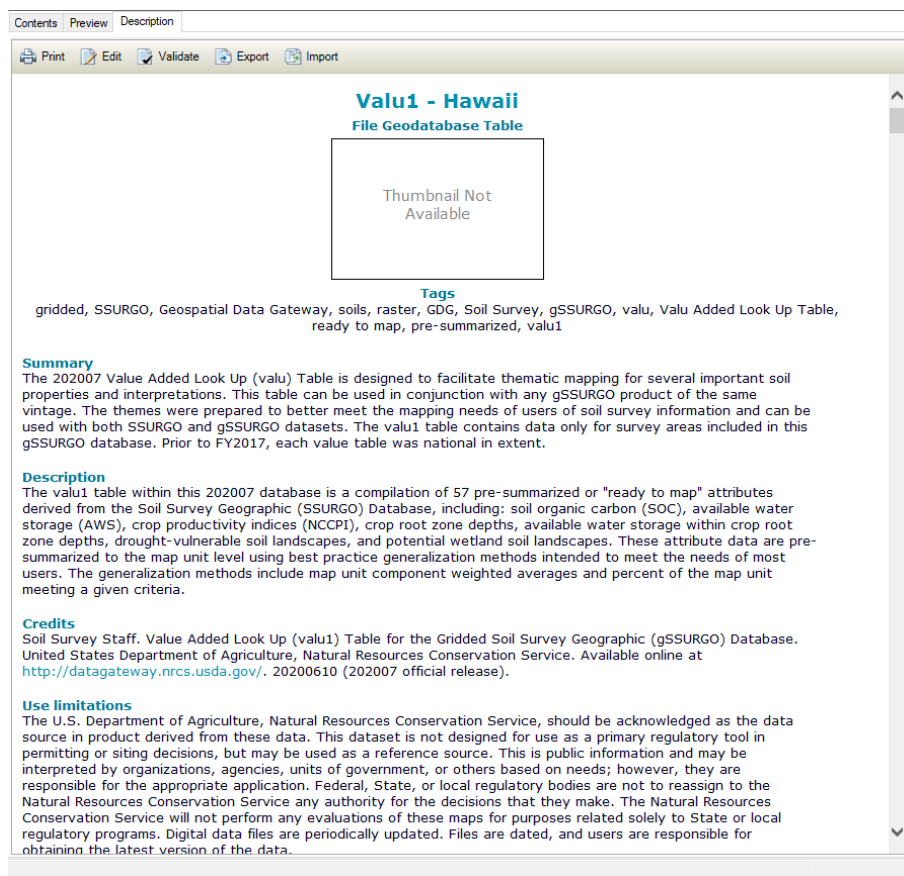 Contents Preview Description
Print Edit Validate Export Import
Valu1 - Hawaii
File Geodatabase Table
Thumbnail Not
Available
Tags
gridded, SSURGO, Geospatial Data Gateway, soils, raster, GDG, Soil Survey, gSSURGO, valu, Valu Added Look Up Table,
ready to map, pre-summarized, valu1
Summary
The 202007 Value Added Look Up (valu) Table is designed to facilitate thematic mapping for several important soil
properties and interpretations. This table can be used in conjunction with any gSSURGO product of the same
vintage. The themes were prepared to better meet the mapping needs of users of soil survey information and can be
used with both SSURGO and gSSURGO datasets. The valu1 table contains data only for survey areas included in this
gSSURGO database. Prior to FY2017, each value table was national in extent.
Description
The valu1 table within this 202007 database is a compilation of 57 pre-summarized or "ready to map" attributes
derived from the Soil Survey Geographic (SSURGO) Database, including: soil organic carbon (SOC), available water
storage (AWS), crop productivity indices (NCCPI), crop root zone depths, available water storage within crop root
zone depths, drought-vulnerable soil landscapes, and potential wetland soil landscapes. These attribute data are pre-
summarized to the map unit level using best practice generalization methods intended to meet the needs of most
users. The generalization methods include map unit component weighted averages and percent of the map unit
meeting a given criteria.
Credits
Soil Survey Staff. Value Added Look Up (valu1) Table for the Gridded Soil Survey Geographic (gSSURGO) Database.
United States Department of Agriculture, Natural Resources Conservation Service. Available online at
http://datagateway.nrcs.usda.gov/. 20200610 (202007 official release).
Use limitations
The U.S. Department of Agriculture, Natural Resources Conservation Service, should be acknowledged as the data
source in product derived from these data. This dataset is not designed for use as a primary regulatory tool in
permitting or siting decisions, but may be used as a reference source. This is public information and may be
interpreted by organizations, agencies, units of government, or others based on needs; however, they are
responsible for the appropriate application. Federal, State, or local regulatory bodies are not to reassign to the
Natural Resources Conservation Service any authority for the decisions that they make. The Natural Resources
Conservation Service will not perform any evaluations of these maps for purposes related solely to State or local
regulatory programs. Digital data files are periodically updated. Files are dated, and users are responsible for
obtaining the latest version of the data.